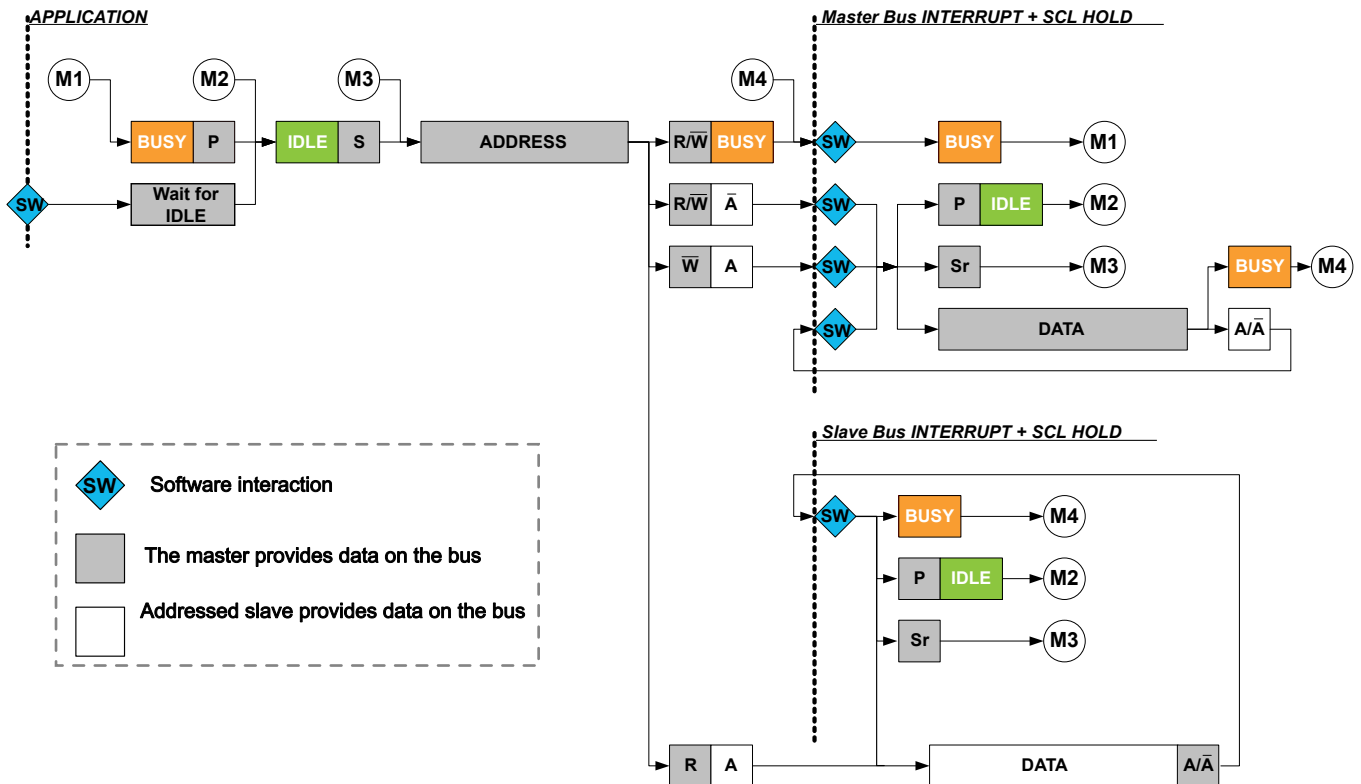 APPLICATION
Master Bus INTERRUPT + SCL HOLD
M1
M2
M3
M4
BUSY P
IDLE S
ADDRESS
R/W̅ BUSY
SW
BUSY
M1
SW
Wait for
IDLE
R/W̅ A̅
SW
P IDLE
M2
W̅ A
SW
Sr
M3
BUSY
M4
SW
DATA
A/A̅
Slave Bus INTERRUPT + SCL HOLD
SW
Software interaction
SW
BUSY
M4
The master provides data on the bus
P IDLE
M2
Addressed slave provides data on the bus
Sr
M3
R A
DATA
A/A̅